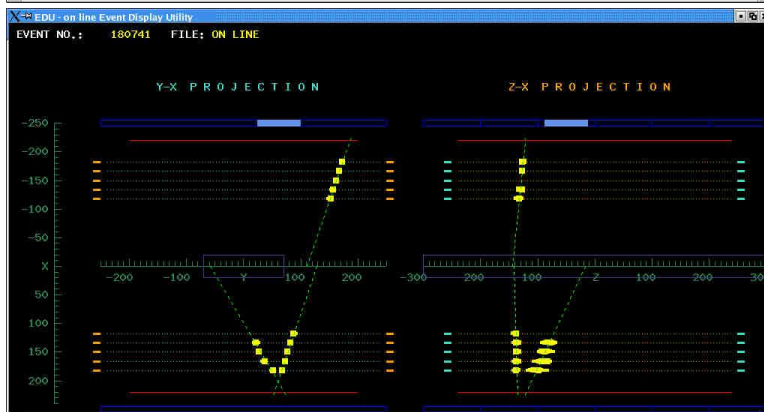 EDU - on line Event Display Utility
EVENT NO.: 180741 FILE: ON LINE
Y-X PROJECTION
Z-X PROJECTION
-250
-200
-150
-100
-50
X
-200 -100 Y 100 200
-300 200 100 Z 100 200 30
50
100
150
200